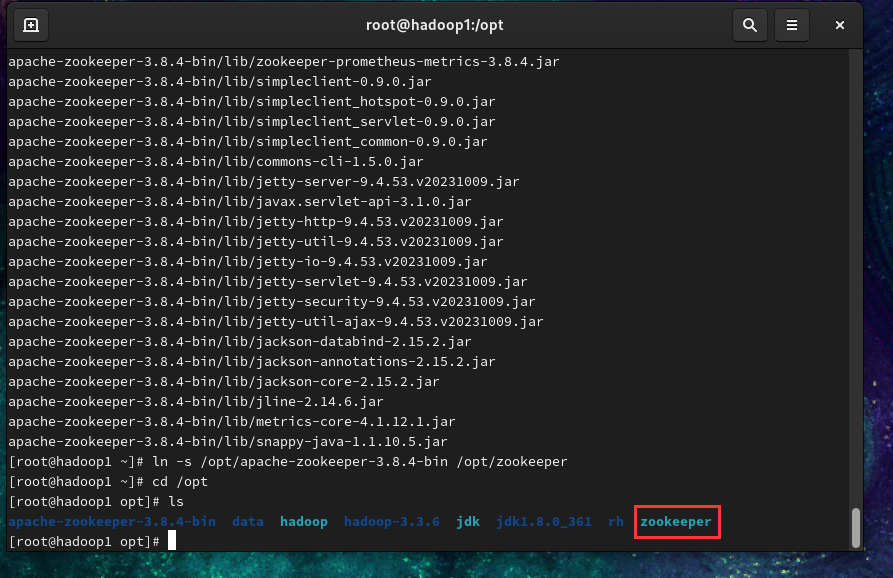 root@hadoop1:/opt
apache-zookeeper-3.8.4-bin/lib/zookeeper-prometheus-metrics-3.8.4.jar
apache-zookeeper-3.8.4-bin/lib/simpleclient-0.9.0.jar
apache-zookeeper-3.8.4-bin/lib/simpleclient_hotspot-0.9.0.jar
apache-zookeeper-3.8.4-bin/lib/simpleclient_servlet-0.9.0.jar
apache-zookeeper-3.8.4-bin/lib/simpleclient_common-0.9.0.jar
apache-zookeeper-3.8.4-bin/lib/commons-cli-1.5.0.jar
apache-zookeeper-3.8.4-bin/lib/jetty-server-9.4.53.v20231009.jar
apache-zookeeper-3.8.4-bin/lib/javax.servlet-api-3.1.0.jar
apache-zookeeper-3.8.4-bin/lib/jetty-http-9.4.53.v20231009.jar
apache-zookeeper-3.8.4-bin/lib/jetty-util-9.4.53.v20231009.jar
apache-zookeeper-3.8.4-bin/lib/jetty-io-9.4.53.v20231009.jar
apache-zookeeper-3.8.4-bin/lib/jetty-servlet-9.4.53.v20231009.jar
apache-zookeeper-3.8.4-bin/lib/jetty-security-9.4.53.v20231009.jar
apache-zookeeper-3.8.4-bin/lib/jetty-util-ajax-9.4.53.v20231009.jar
apache-zookeeper-3.8.4-bin/lib/jackson-databind-2.15.2.jar
apache-zookeeper-3.8.4-bin/lib/jackson-annotations-2.15.2.jar
apache-zookeeper-3.8.4-bin/lib/jackson-core-2.15.2.jar
apache-zookeeper-3.8.4-bin/lib/jline-2.14.6.jar
apache-zookeeper-3.8.4-bin/lib/metrics-core-4.1.12.1.jar
apache-zookeeper-3.8.4-bin/lib/snappy-java-1.1.10.5.jar
[root@hadoop1 ~]# ln -s /opt/apache-zookeeper-3.8.4-bin /opt/zookeeper
[root@hadoop1 ~]# cd /opt
[root@hadoop1 opt]# ls
apache-zookeeper-3.8.4-bin  data  hadoop  hadoop-3.3.6  jdk  jdk1.8.0_361  rh  zookeeper
[root@hadoop1 opt]#